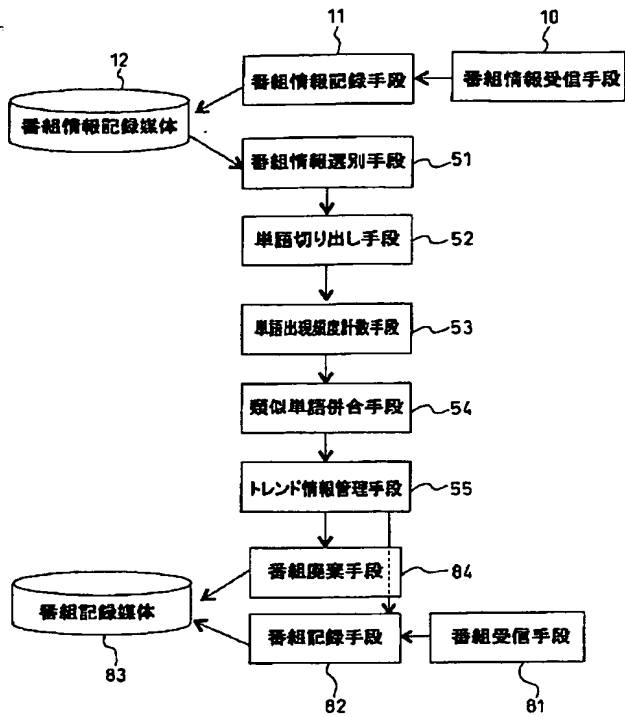 11
10
12
番組情報記録手段
番組情報受信手段
番組情報記録媒体
番組情報選別手段
51
単語切り出し手段
52
単語出現頻度計数手段
53
類似単語併合手段
54
トレンド情報管理手段
55
番組廃棄手段
84
番組記録媒体
番組記録手段
番組受信手段
83
82
81